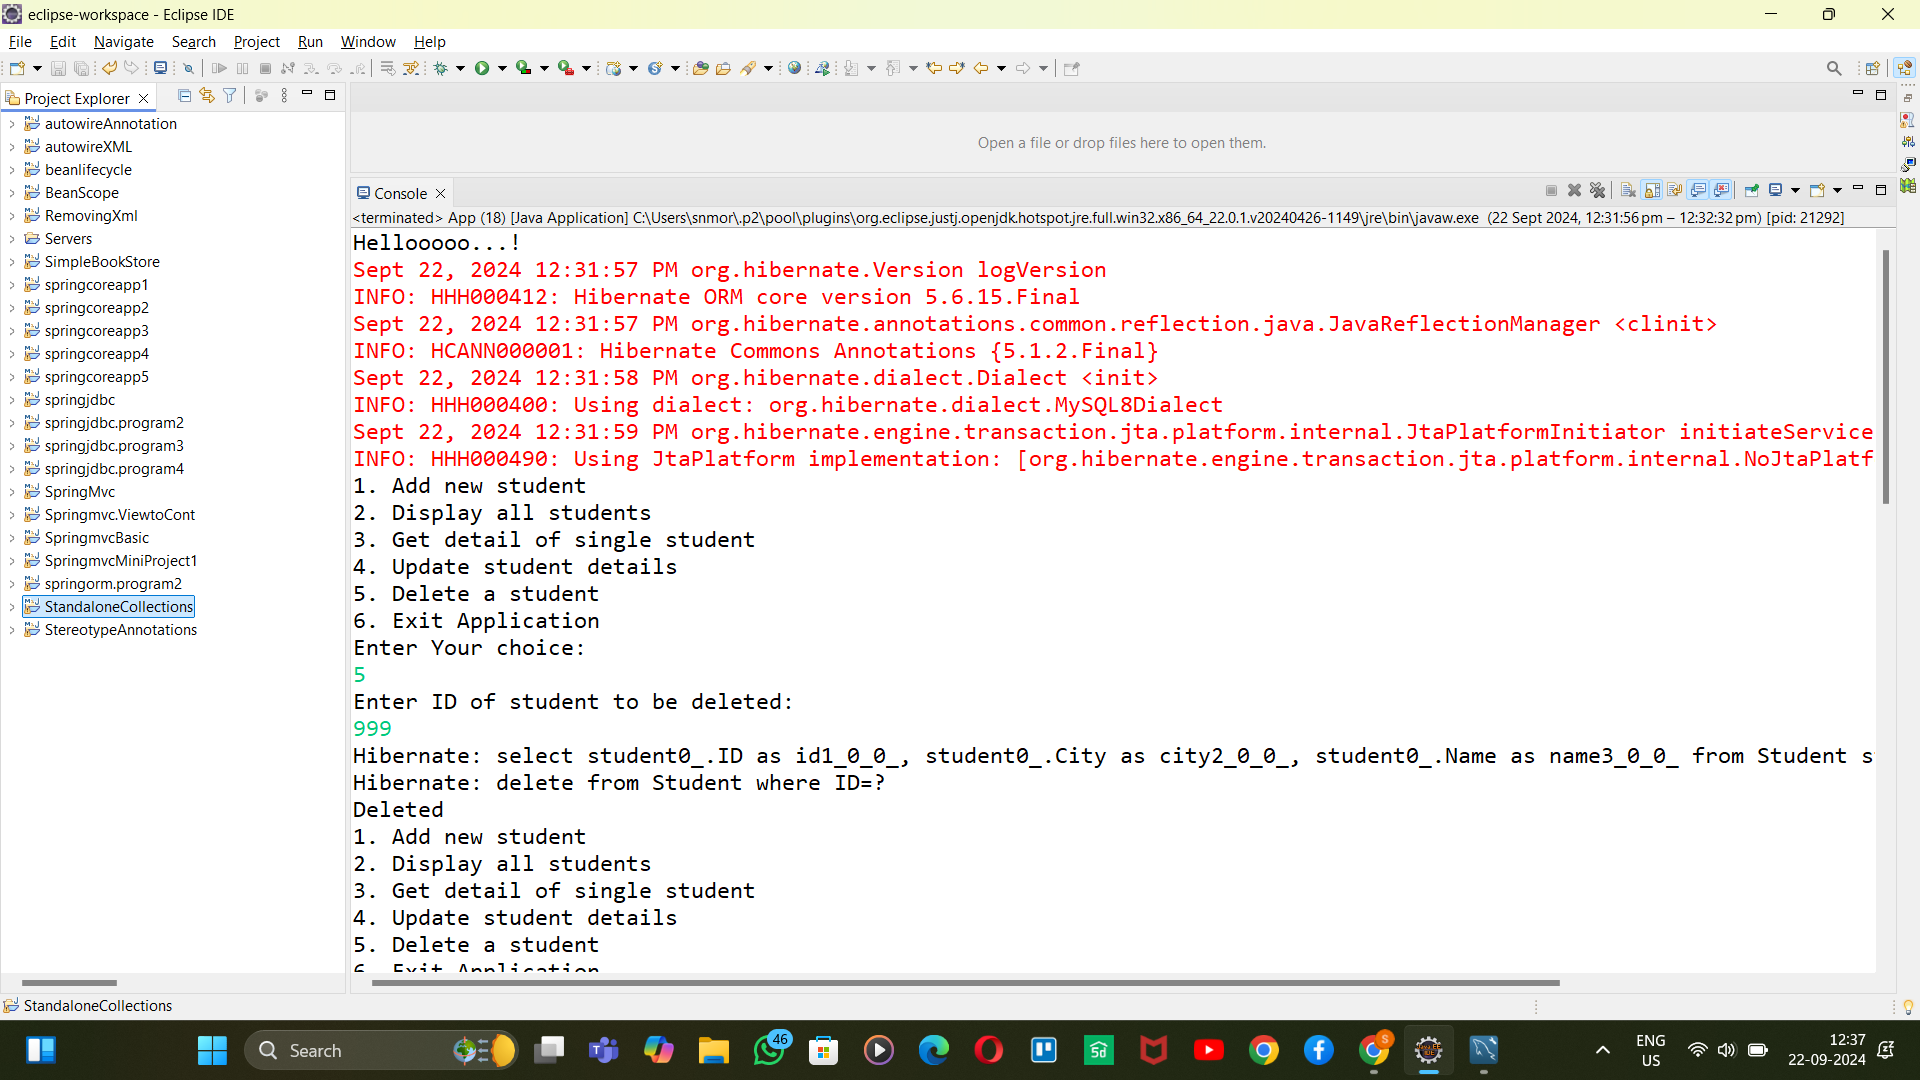 eclipse-workspace - Eclipse IDE
File Edit Navigate Search Project Run Window Help
Project Explorer
autowireAnnotation
autowireXML
beanlifecycle
BeanScope
RemovingXml
Servers
SimpleBookStore
springcoreapp1
springcoreapp2
springcoreapp3
springcoreapp4
springcoreapp5
springjdbc
springjdbc.program2
springjdbc.program3
springjdbc.program4
SpringMvc
Springmvc.ViewtoCont
SpringmvcBasic
SpringmvcMiniProject1
springorm.program2
StandaloneCollections
StereotypeAnnotations
Open a file or drop files here to open them.
Console
<terminated> App (18) [Java Application] C:\Users\snmor\.p2\pool\plugins\org.eclipse.justj.openjdk.hotspot.jre.full.win32.x86_64_22.0.1.v20240426-1149\jre\bin\javaw.exe (22 Sept 2024, 12:31:56 pm – 12:32:32 pm) [pid: 21292]
Hellooooo...!
Sept 22, 2024 12:31:57 PM org.hibernate.Version logVersion
INFO: HHH000412: Hibernate ORM core version 5.6.15.Final
Sept 22, 2024 12:31:57 PM org.hibernate.annotations.common.reflection.java.JavaReflectionManager <clinit>
INFO: HCANN000001: Hibernate Commons Annotations {5.1.2.Final}
Sept 22, 2024 12:31:58 PM org.hibernate.dialect.Dialect <init>
INFO: HHH000400: Using dialect: org.hibernate.dialect.MySQL8Dialect
Sept 22, 2024 12:31:59 PM org.hibernate.engine.transaction.jta.platform.internal.JtaPlatformInitiator initiateService
INFO: HHH000490: Using JtaPlatform implementation: [org.hibernate.engine.transaction.jta.platform.internal.NoJtaPlatf
1. Add new student
2. Display all students
3. Get detail of single student
4. Update student details
5. Delete a student
6. Exit Application
Enter Your choice:
5
Enter ID of student to be deleted:
999
Hibernate: select student0_.ID as id1_0_0_, student0_.City as city2_0_0_, student0_.Name as name3_0_0_ from Student s
Hibernate: delete from Student where ID=?
Deleted
1. Add new student
2. Display all students
3. Get detail of single student
4. Update student details
5. Delete a student
6. Exit Application
StandaloneCollections
Search
46
ENG
US
12:37
22-09-2024